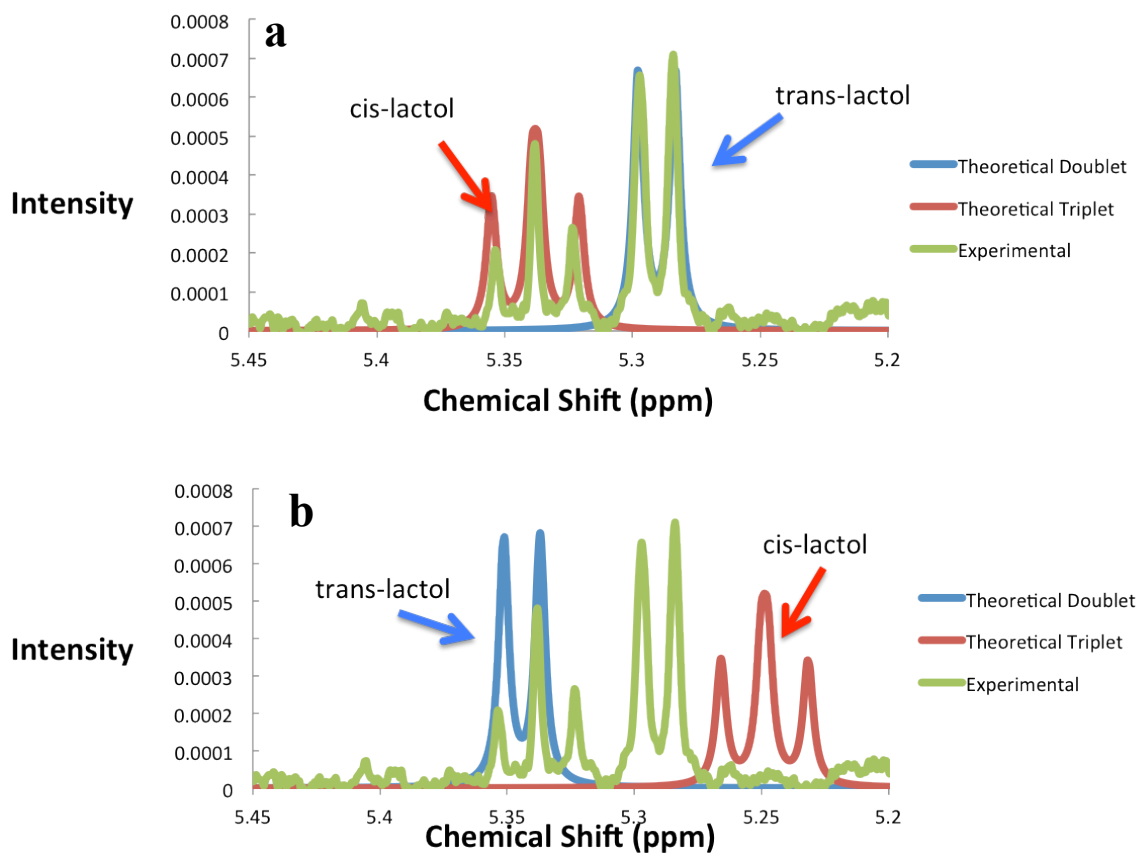 a
0.0008
0.0007
0.0006
0.0005
0.0004
0.0003
0.0002
0.0001
0
Intensity
cis-lactol
trans-lactol
Theoretical Doublet
Theoretical Triplet
Experimental
5.45 5.4 5.35 5.3 5.25 5.2
Chemical Shift (ppm)
b
0.0008
0.0007
0.0006
0.0005
0.0004
0.0003
0.0002
0.0001
0
Intensity
trans-lactol
cis-lactol
Theoretical Doublet
Theoretical Triplet
Experimental
5.45 5.4 5.35 5.3 5.25 5.2
Chemical Shift (ppm)